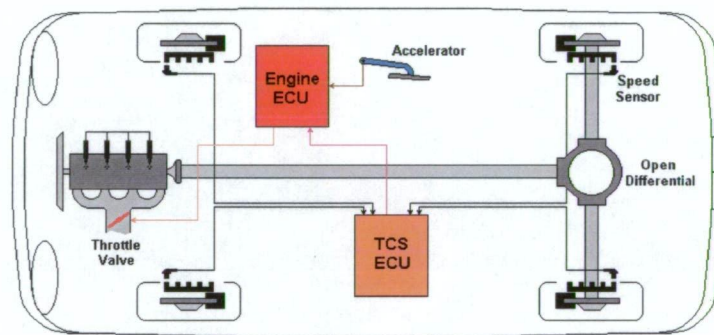 Accelerator
Engine
ECU
Speed
Sensor
Open
Differential
Throttle
Valve
TCS
ECU